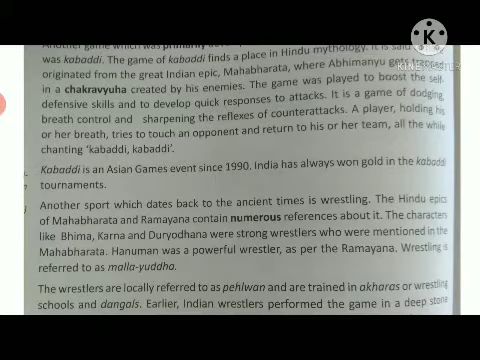 Another game which was primarily
was kabaddi. The game of kabaddi finds a place in Hindu mythology. It is said
originated from the great Indian epic, Mahabharata, where Abhimanyu gets trapped
in a chakravyuha created by his enemies. The game was played to boost the self-
defensive skills and to develop quick responses to attacks. It is a game of dodging,
breath control and sharpening the reflexes of counterattacks. A player, holding his
or her breath, tries to touch an opponent and return to his or her team, all the while
chanting 'kabaddi, kabaddi'.
Kabaddi is an Asian Games event since 1990. India has always won gold in the kabaddi
tournaments.
Another sport which dates back to the ancient times is wrestling. The Hindu epics
of Mahabharata and Ramayana contain numerous references about it. The characters
like Bhima, Karna and Duryodhana were strong wrestlers who were mentioned in the
Mahabharata. Hanuman was a powerful wrestler, as per the Ramayana. Wrestling is
referred to as malla-yuddha.
The wrestlers are locally referred to as pehlwan and are trained in akharas or wrestling
schools and dangals. Earlier, Indian wrestlers performed the game in a deep stone
K
KINEMASTER